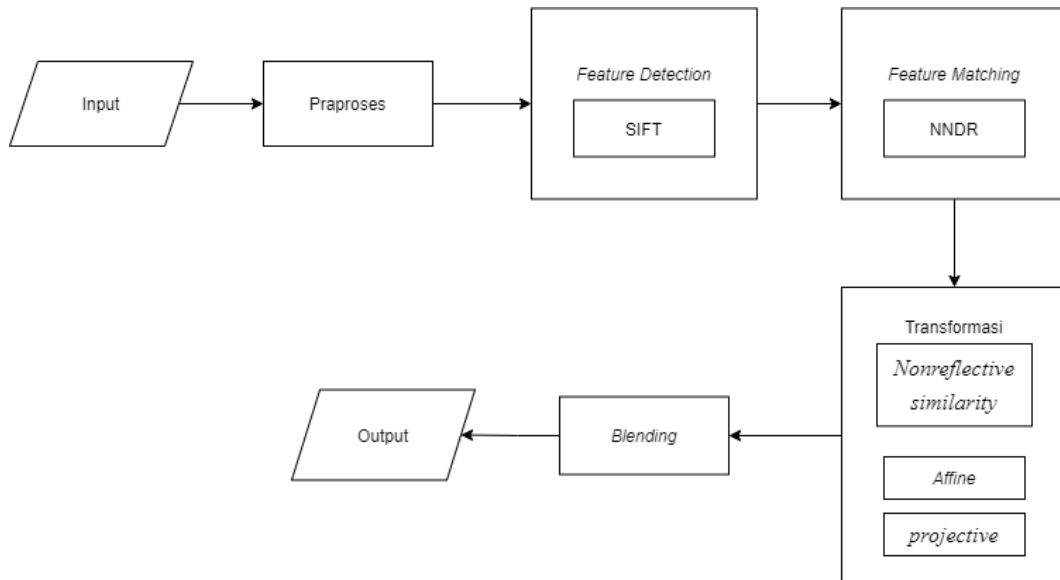 Input
Praproses
Feature Detection
SIFT
Feature Matching
NNDR
Transformasi
Nonreflective
similarity
Affine
projective
Blending
Output